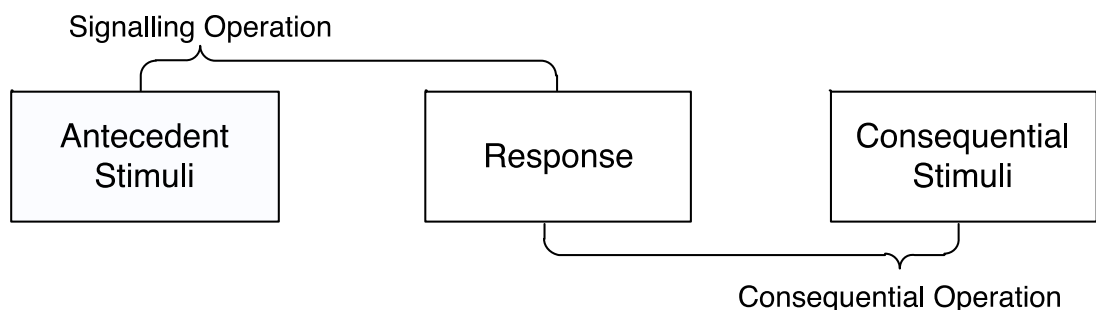 Signalling Operation
Antecedent
Stimuli
Response
Consequential
Stimuli
Consequential Operation